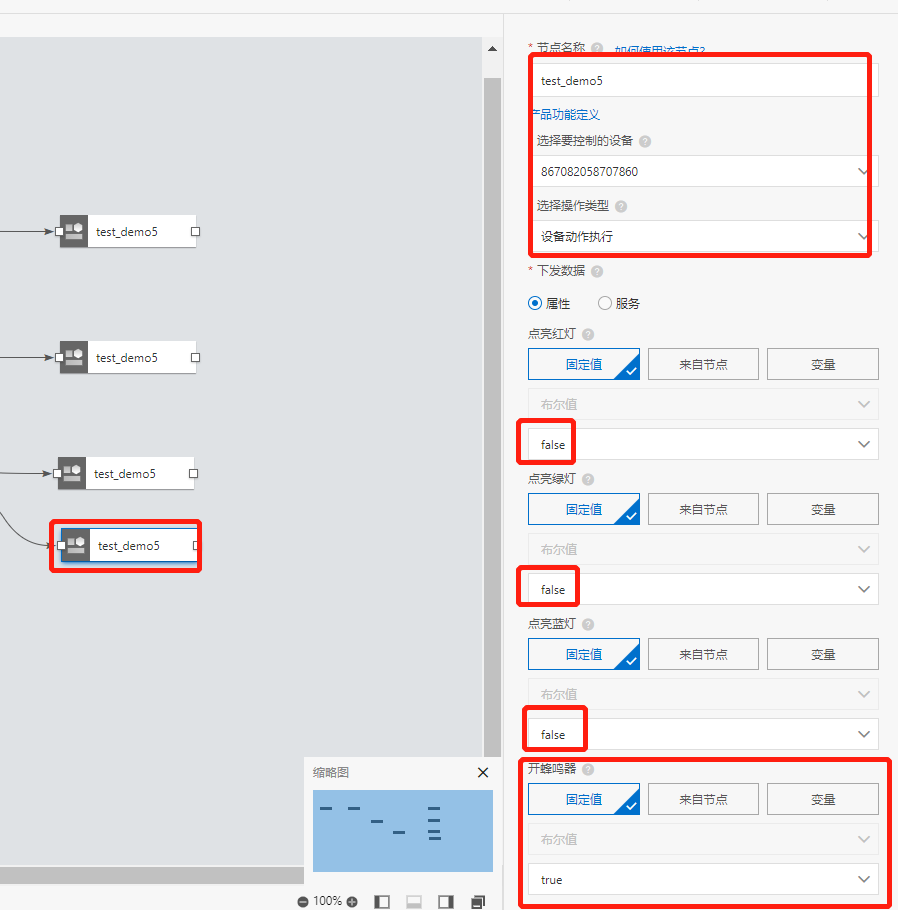 * 节点名称 如何使用该节点?
test_demo5
产品功能定义
选择要控制的设备
867082058707860
选择操作类型
设备动作执行
* 下发数据
属性 服务
点亮红灯
固定值 来自节点 变量
布尔值
false
点亮绿灯
固定值 来自节点 变量
布尔值
false
点亮蓝灯
固定值 来自节点 变量
布尔值
false
开蜂鸣器
固定值 来自节点 变量
布尔值
true
test_demo5
test_demo5
test_demo5
test_demo5
缩略图
100%